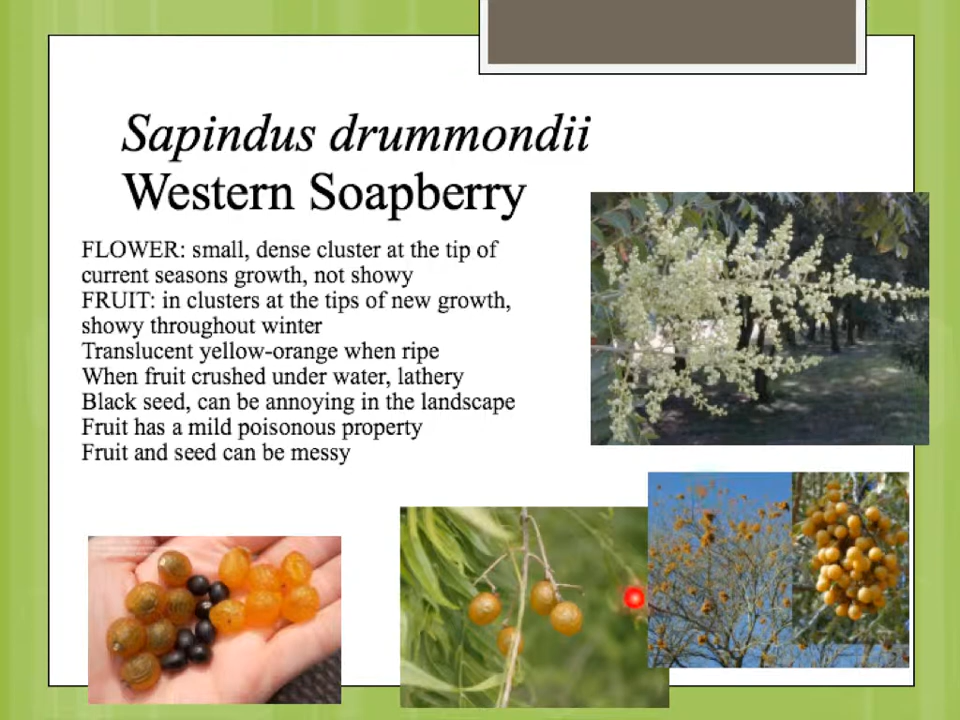 Sapindus drummondii
Western Soapberry
FLOWER: small, dense cluster at the tip of
current seasons growth, not showy
FRUIT: in clusters at the tips of new growth,
showy throughout winter
Translucent yellow-orange when ripe
When fruit crushed under water, lathery
Black seed, can be annoying in the landscape
Fruit has a mild poisonous property
Fruit and seed can be messy